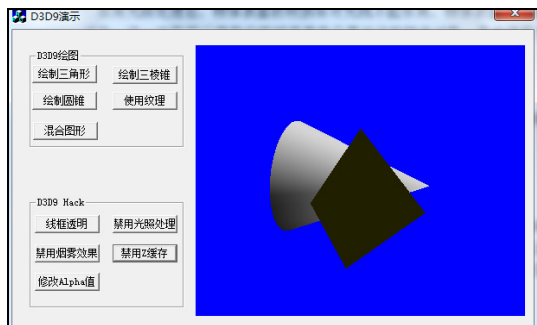 D3D9演示
D3D9绘图
绘制三角形 绘制三棱锥
绘制圆锥 使用纹理
混合图形
D3D9 Hack
线框透明 禁用光照处理
禁用烟雾效果 禁用Z缓存
修改Alpha值